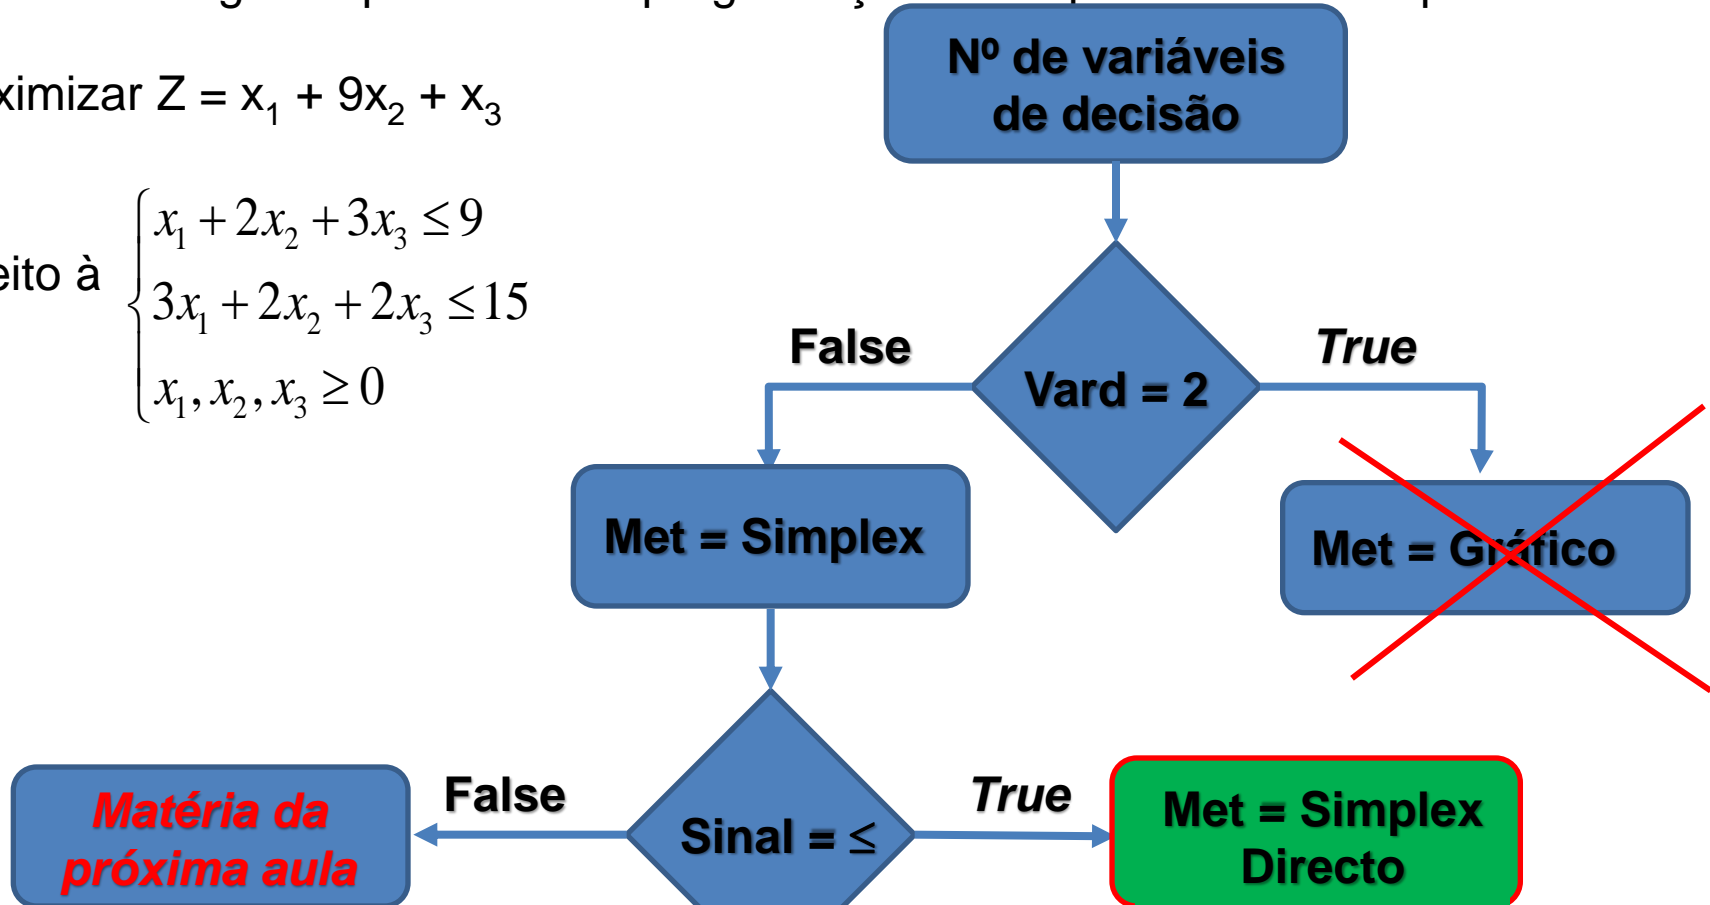 Nº de variáveis
de decisão
Z = x₁ + 9x₂ + x₃
à
x₁ + 2x₂ + 3x₃ ≤ 9
3x₁ + 2x₂ + 2x₃ ≤ 15
x₁, x₂, x₃ ≥ 0
False
True
Vard = 2
Met = Simplex
Met = Gráfico
Matéria da
próxima aula
False
True
Sinal = ≤
Met = Simplex
Directo